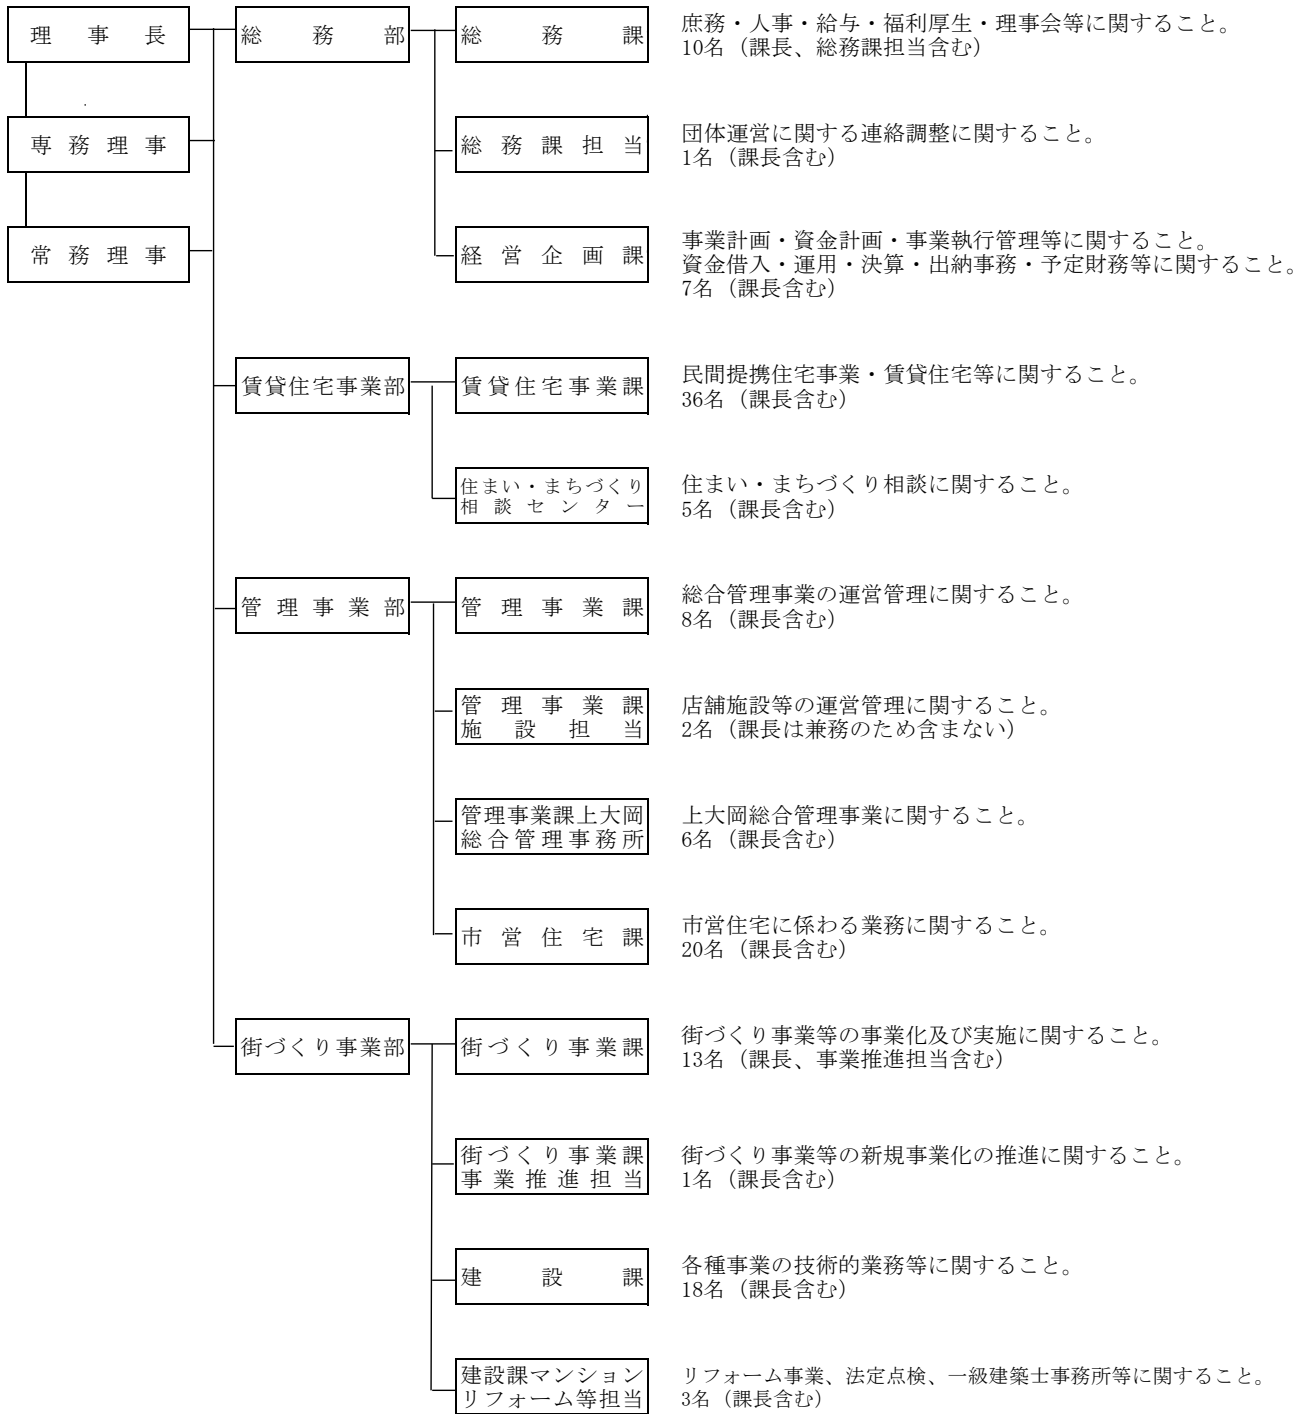 理事長
総務部
総務課
庶務・人事・給与・福利厚生・理事会等に関すること。
10名（課長、総務課担当含む）
専務理事
総務課担当
団体運営に関する連絡調整に関すること。
1名（課長含む）
常務理事
経営企画課
事業計画・資金計画・事業執行管理等に関すること。
資金借入・運用・決算・出納事務・予定財務等に関すること。
7名（課長含む）
賃貸住宅事業部
賃貸住宅事業課
民間提携住宅事業・賃貸住宅等に関すること。
36名（課長含む）
住まい・まちづくり
相談センター
住まい・まちづくり相談に関すること。
5名（課長含む）
管理事業部
管理事業課
総合管理事業の運営管理に関すること。
8名（課長含む）
管理事業課
施設担当
店舗施設等の運営管理に関すること。
2名（課長は兼務のため含まない）
管理事業課上大岡
総合管理事務所
上大岡総合管理事業に関すること。
6名（課長含む）
市営住宅課
市営住宅に係わる業務に関すること。
20名（課長含む）
街づくり事業部
街づくり事業課
街づくり事業等の事業化及び実施に関すること。
13名（課長、事業推進担当含む）
街づくり事業課
事業推進担当
街づくり事業等の新規事業化の推進に関すること。
1名（課長含む）
建設課
各種事業の技術的業務等に関すること。
18名（課長含む）
建設課マンション
リフォーム等担当
リフォーム事業、法定点検、一級建築士事務所等に関すること。
3名（課長含む）